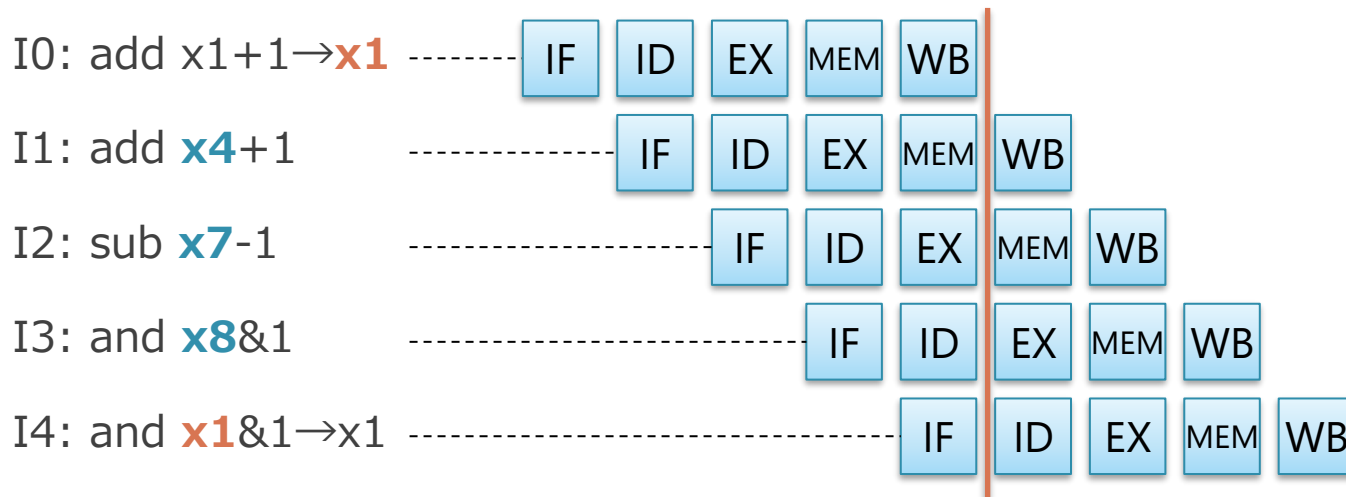 I0: add x1+1→x1 IF ID EX MEM WB
I1: add x4+1 IF ID EX MEM WB
I2: sub x7-1 IF ID EX MEM WB
I3: and x8&1 IF ID EX MEM WB
I4: and x1&1→x1 IF ID EX MEM WB